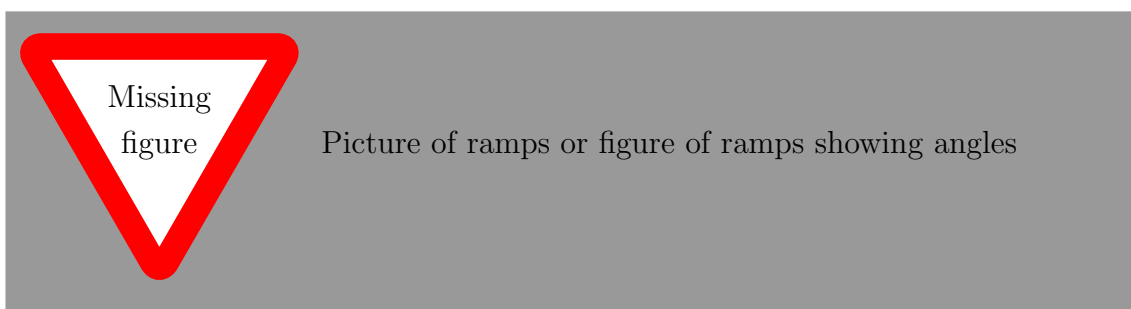 Missing
figure
Picture of ramps or figure of ramps showing angles